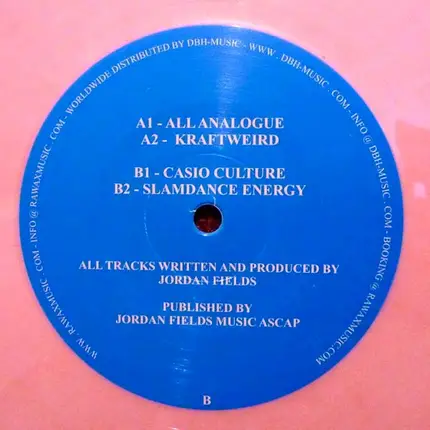 WORLDWIDE DISTRIBUTED BY DBH-MUSIC - WWW . DBH-MUSIC . COM - INFO @ DBH-MUSIC . COM - BOOKING @ RAWAXMUSIC.COM
WWW . RAWAXMUSIC . COM - INFO @ RAWAXMUSIC . COM -
A1 - ALL ANALOGUE
A2 - KRAFTWEIRD
B1 - CASIO CULTURE
B2 - SLAMDANCE ENERGY
ALL TRACKS WRITTEN AND PRODUCED BY
JORDAN FIELDS
PUBLISHED BY
JORDAN FIELDS MUSIC ASCAP
B